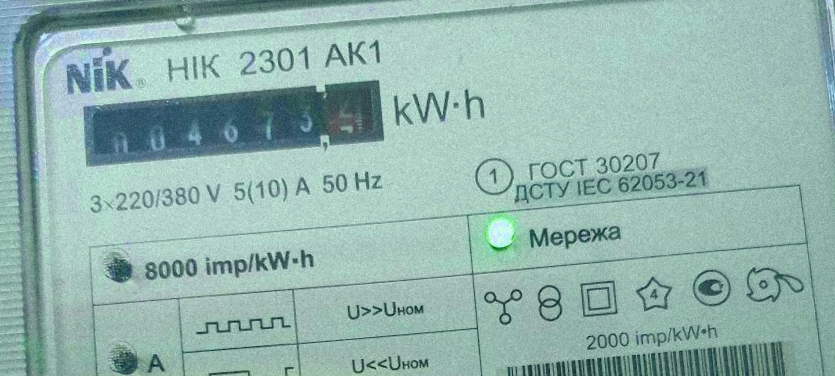 NiK® НІК 2301 АК1
004673, kW·h
3×220/380 V 5(10) A 50 Hz
1 ГОСТ 30207
ДСТУ IEC 62053-21
8000 imp/kW·h
Мережа
A
U>>Uном
U<<Uном
4
2000 imp/kW·h